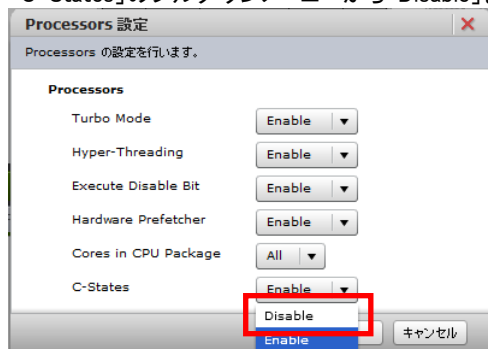 Processors 設定
Processors の設定を行います。
Processors
Turbo Mode Enable
Hyper-Threading Enable
Execute Disable Bit Enable
Hardware Prefetcher Enable
Cores in CPU Package All
C-States Enable
Disable
Enable
キャンセル